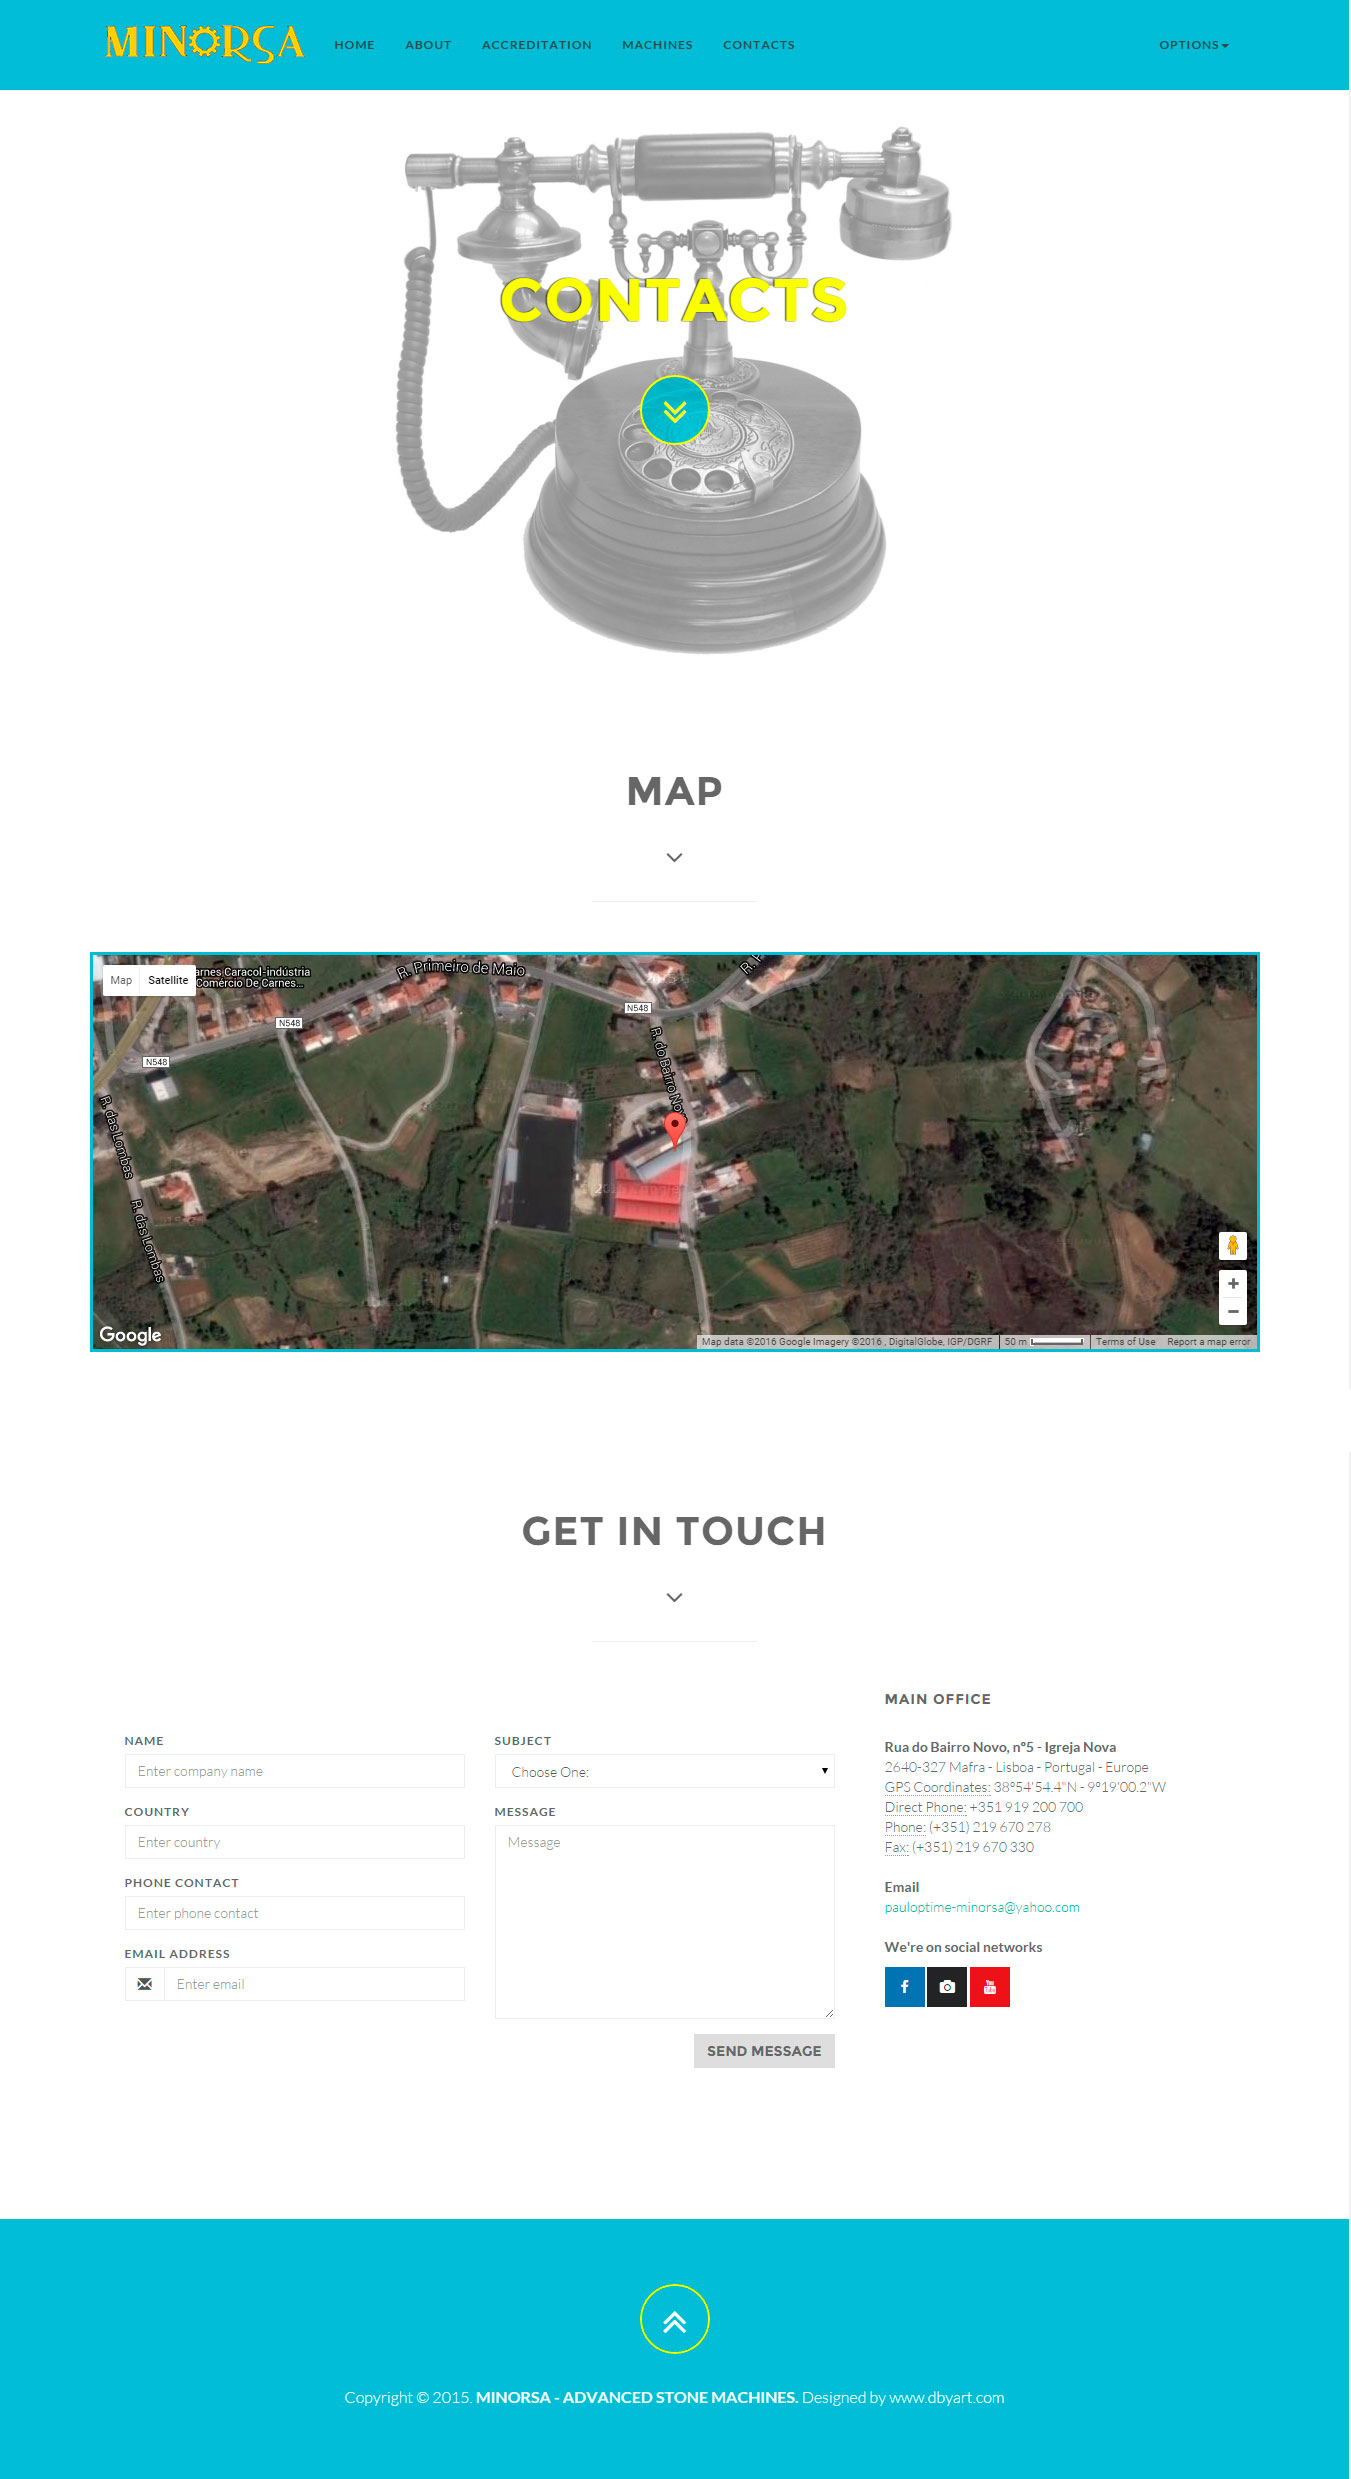 MINORSA
HOME ABOUT ACCREDITATION MACHINES CONTACTS OPTIONS
CONTACTS
MAP
Map Satellite
arnes Caracol-indústria
Comércio De Carnes...
R. Primeiro de Maio
N548
N548
N548
R. do Bairro Novo
R. das Lombas
R. das Lombas
Google
Map data ©2016 Google Imagery ©2016 , DigitalGlobe, IGP/DGRF 50 m Terms of Use Report a map error
GET IN TOUCH
NAME
Enter company name
COUNTRY
Enter country
PHONE CONTACT
Enter phone contact
EMAIL ADDRESS
Enter email
SUBJECT
Choose One:
MESSAGE
Message
SEND MESSAGE
MAIN OFFICE
Rua do Bairro Novo, nº5 - Igreja Nova
2640-327 Mafra - Lisboa - Portugal - Europe
GPS Coordinates: 38º54'54.4"N - 9º19'00.2"W
Direct Phone: +351 919 200 700
Phone: (+351) 219 670 278
Fax: (+351) 219 670 330
Email
pauloptime-minorsa@yahoo.com
We're on social networks
You Tube
Copyright © 2015. MINORSA - ADVANCED STONE MACHINES. Designed by www.dbyart.com